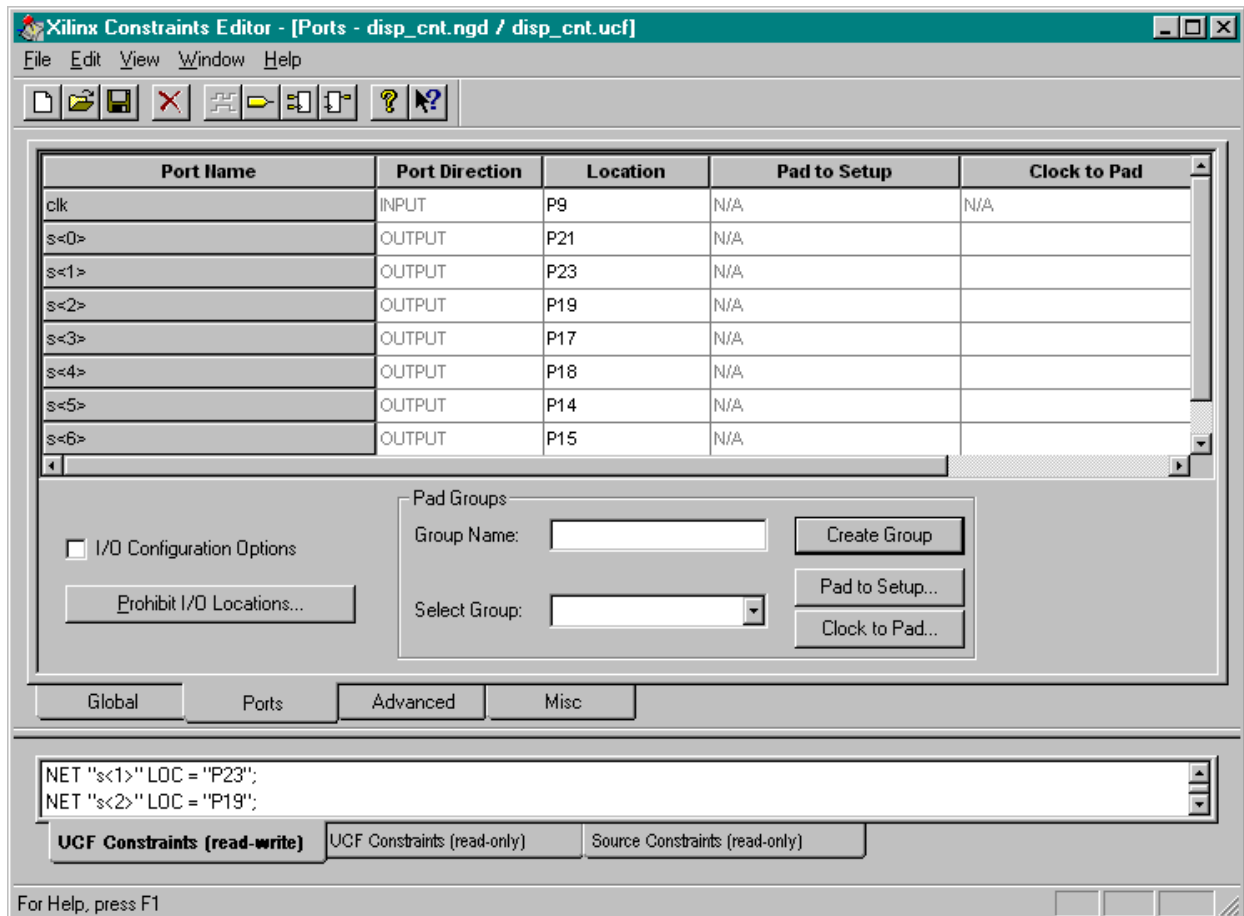 Xilinx Constraints Editor - [Ports - disp_cnt.ngd / disp_cnt.ucf]
File Edit View Window Help
Port Name Port Direction Location Pad to Setup Clock to Pad
clk INPUT P9 N/A N/A
s<0> OUTPUT P21 N/A
s<1> OUTPUT P23 N/A
s<2> OUTPUT P19 N/A
s<3> OUTPUT P17 N/A
s<4> OUTPUT P18 N/A
s<5> OUTPUT P14 N/A
s<6> OUTPUT P15 N/A
Pad Groups
I/O Configuration Options
Prohibit I/O Locations...
Group Name:
Create Group
Pad to Setup...
Select Group:
Clock to Pad...
Global Ports Advanced Misc
NET "s<1>" LOC = "P23";
NET "s<2>" LOC = "P19";
UCF Constraints (read-write) UCF Constraints (read-only) Source Constraints (read-only)
For Help, press F1